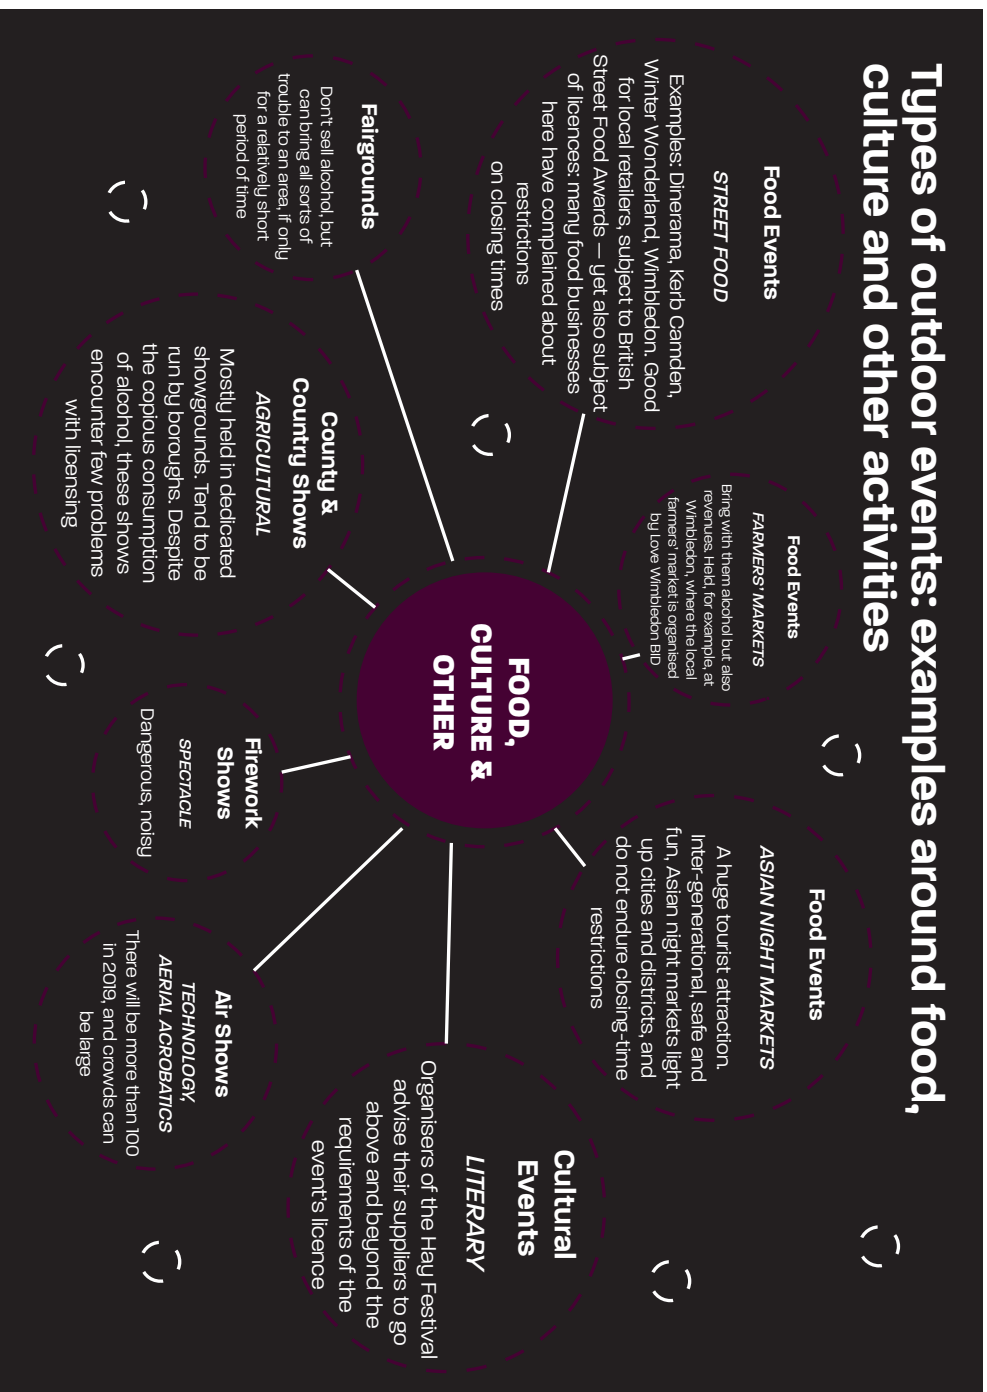 Types of outdoor events: examples around food,
culture and other activities
Food Events
STREET FOOD
Examples: Dinerama, Kerb Camden,
Winter Wonderland, Wimbledon. Good
for local retailers, subject to British
Street Food Awards — yet also subject
of licences: many food businesses
here have complained about
restrictions
on closing times
Food Events
FARMERS' MARKETS
Bring with them alcohol but also
revenues. Held, for example, at
Wimbledon, where the local
farmers' market is organised
by Love Wimbledon BID
Food Events
ASIAN NIGHT MARKETS
A huge tourist attraction.
Inter-generational, safe and
fun, Asian night markets light
up cities and districts, and
do not endure closing-time
restrictions
Cultural
Events
LITERARY
Organisers of the Hay Festival
advise their suppliers to go
above and beyond the
requirements of the
event's licence
FOOD,
CULTURE &
OTHER
Fairgrounds
Don't sell alcohol, but
can bring all sorts of
trouble to an area, if only
for a relatively short
period of time
County &
Country Shows
AGRICULTURAL
Mostly held in dedicated
showgrounds. Tend to be
run by boroughs. Despite
the copious consumption
of alcohol, these shows
encounter few problems
with licensing
Firework
Shows
SPECTACLE
Dangerous, noisy
Air Shows
TECHNOLOGY,
AERIAL ACROBATICS
There will be more than 100
in 2019, and crowds can
be large